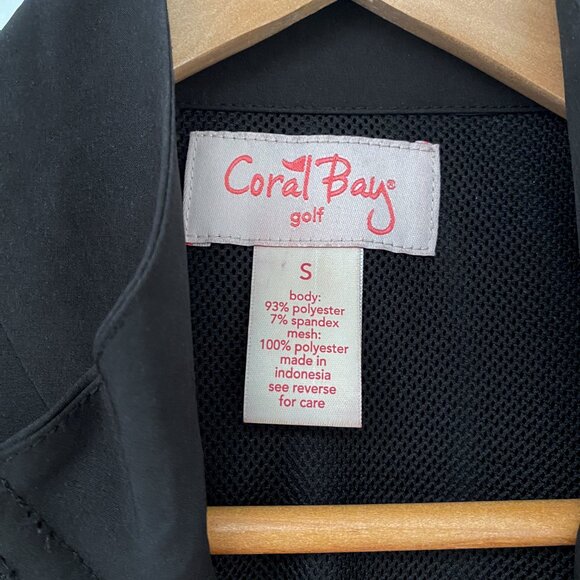 Coral Bay®
golf
S
body:
93% polyester
7% spandex
mesh:
100% polyester
made in
indonesia
see reverse
for care